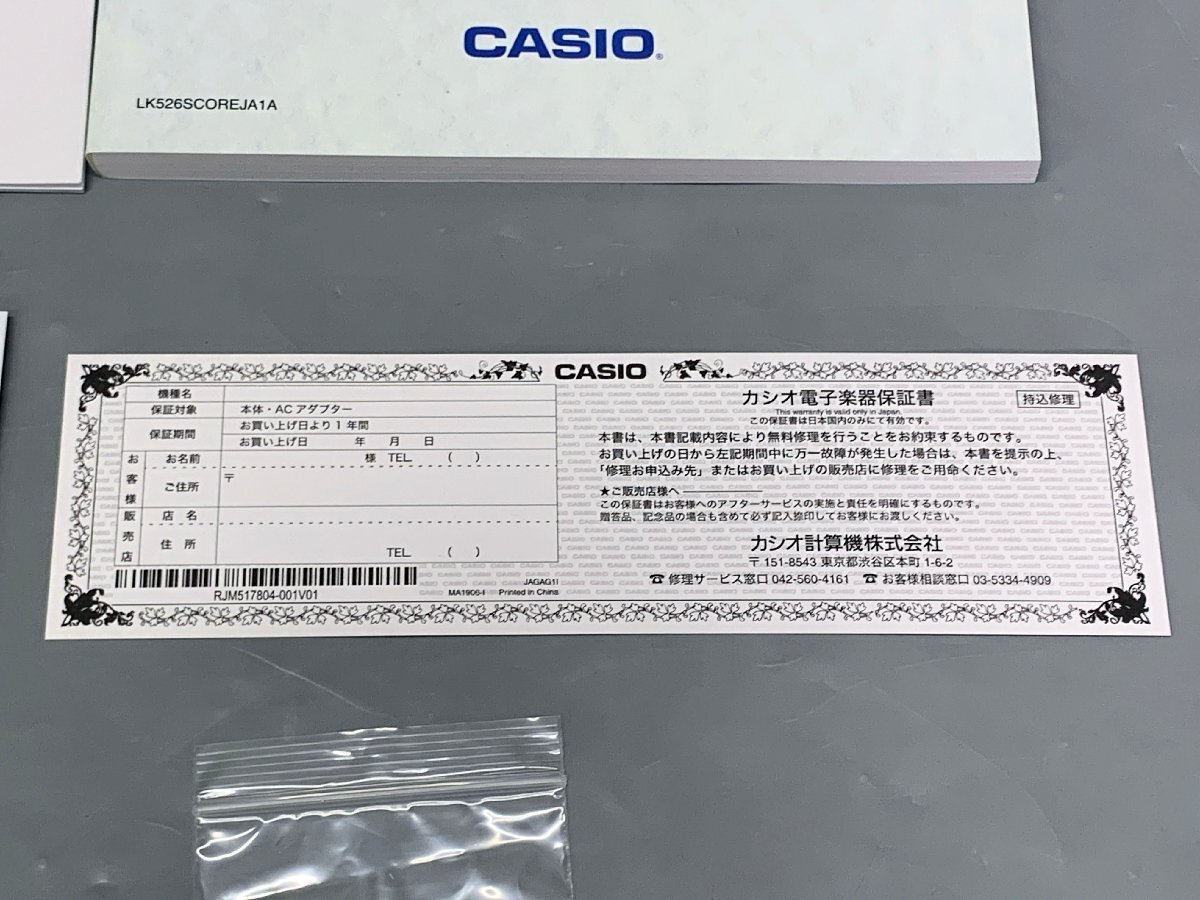 CASIO®
LK526SCOREJA1A
CASIO
機種名
保証対象 本体・ACアダプター
保証期間 お買い上げ日より1年間
お買い上げ日 年 月 日
お客様 お名前 様 TEL ( )
ご住所 〒
販売店 店名
住所
TEL ( )
RJM517804-001V01
JAGAG1I
MA1906-I Printed in China
カシオ電子楽器保証書 持込修理
This warranty is valid only in Japan.
この保証書は日本国内のみにて有効です。
本書は、本書記載内容により無料修理を行うことをお約束するものです。
お買い上げの日から左記期間中に万一故障が発生した場合は、本書を提示の上、
「修理お申込み先」またはお買い上げの販売店に修理をご用命ください。
★ご販売店様へ
この保証書はお客様へのアフターサービスの実施と責任を明確にするものです。
贈答品、記念品の場合も含めて必ず記入捺印してお客様にお渡しください。
カシオ計算機株式会社
〒151-8543 東京都渋谷区本町1-6-2
☎修理サービス窓口 042-560-4161 ☎お客様相談窓口 03-5334-4909